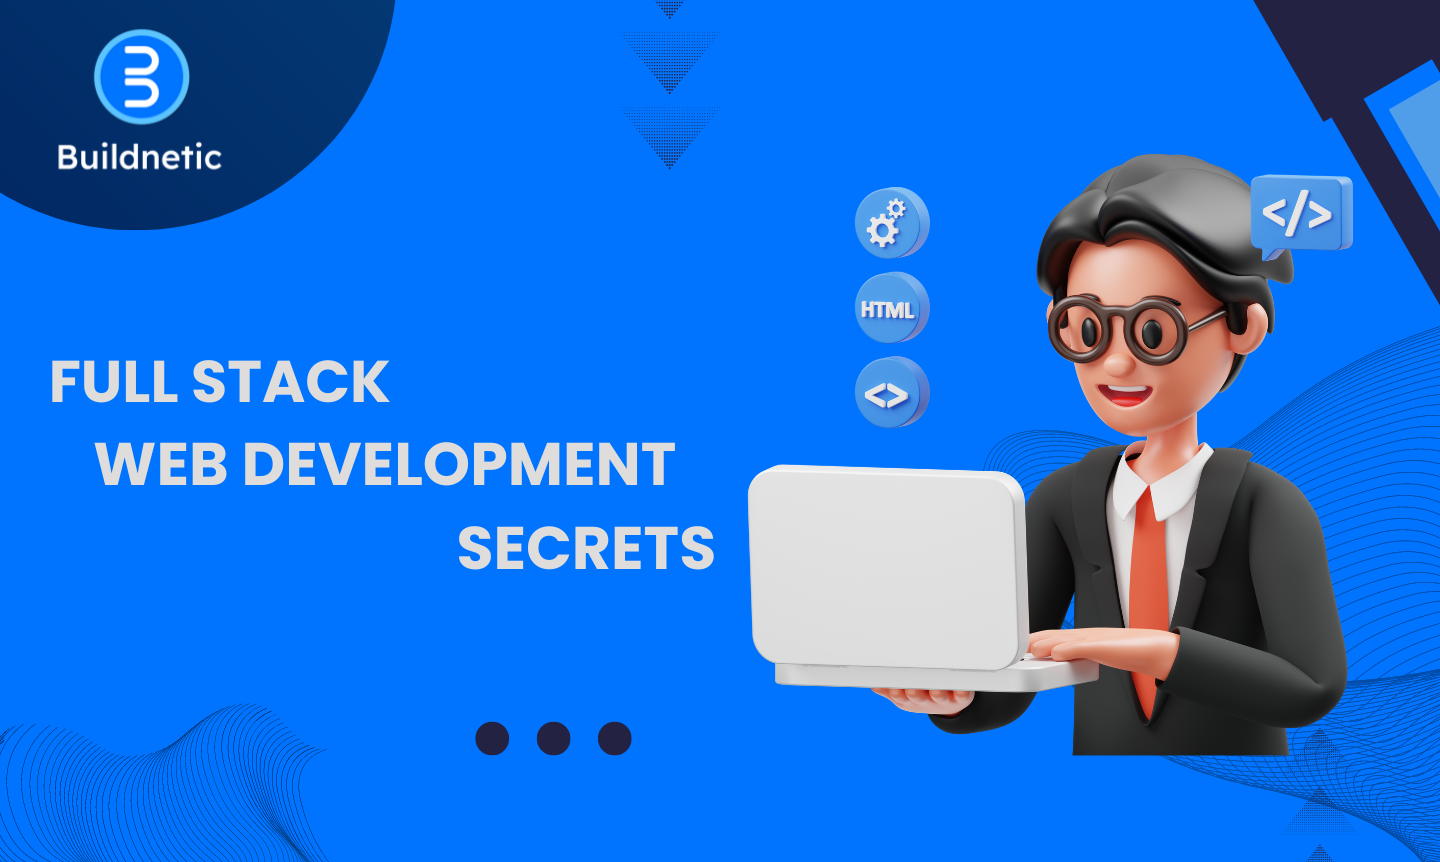 Buildnetic
FULL STACK
WEB DEVELOPMENT
SECRETS
</>
HTML
<>